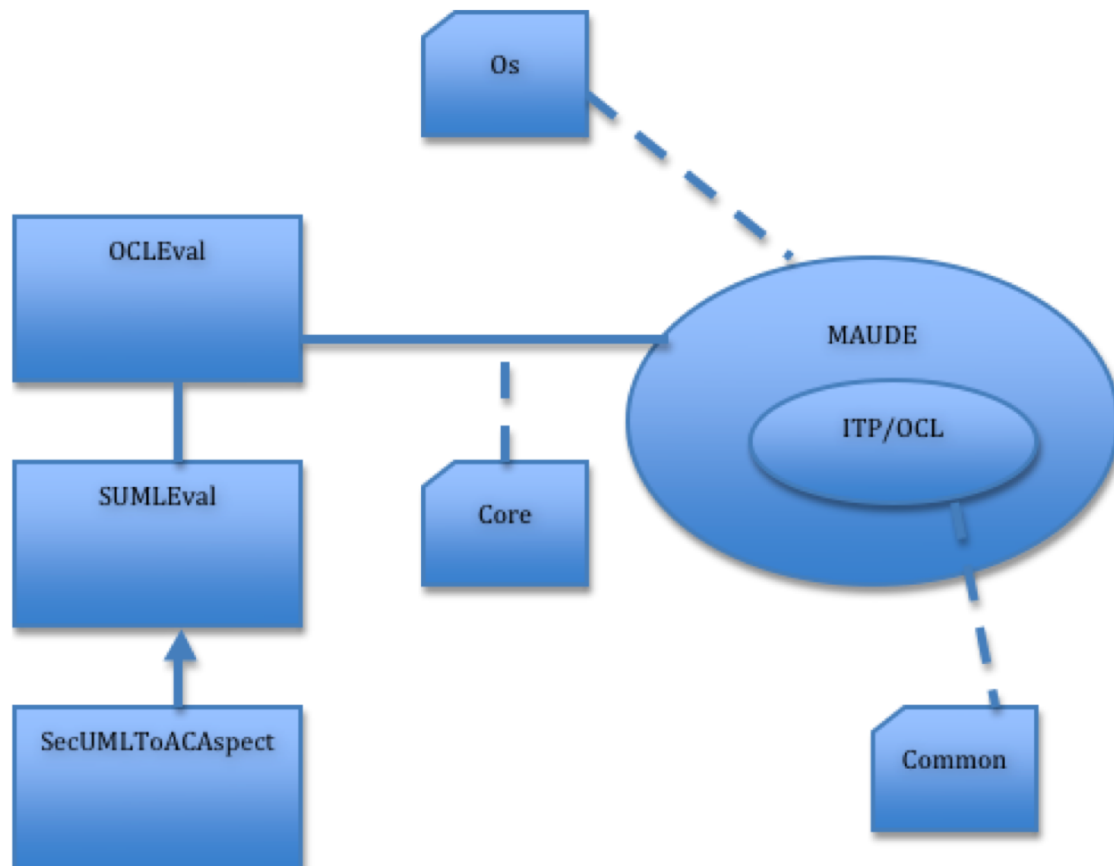 Os
OCLEval
MAUDE
ITP/OCL
SUMLEval
Core
SecUMLToACAspect
Common